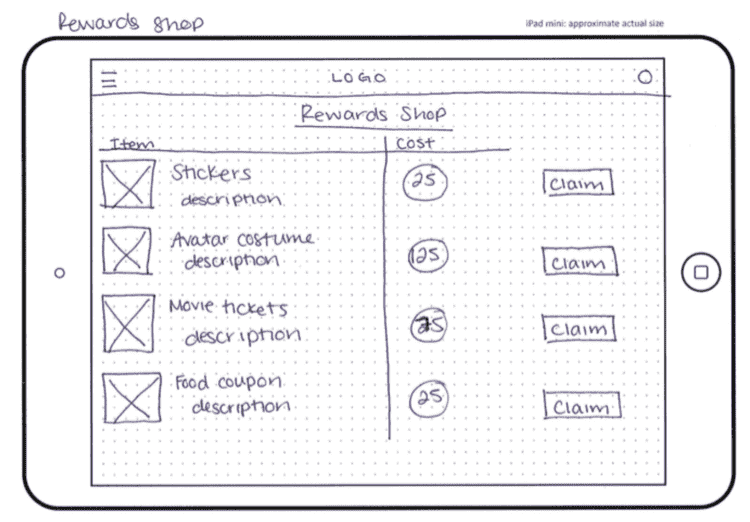 Rewards shop
iPad mini: approximate actual size
LOGO
Rewards Shop
Item Cost
Stickers 25 Claim
description
Avatar costume 125 Claim
description
Movie tickets 75 Claim
description
Food coupon 25 Claim
description